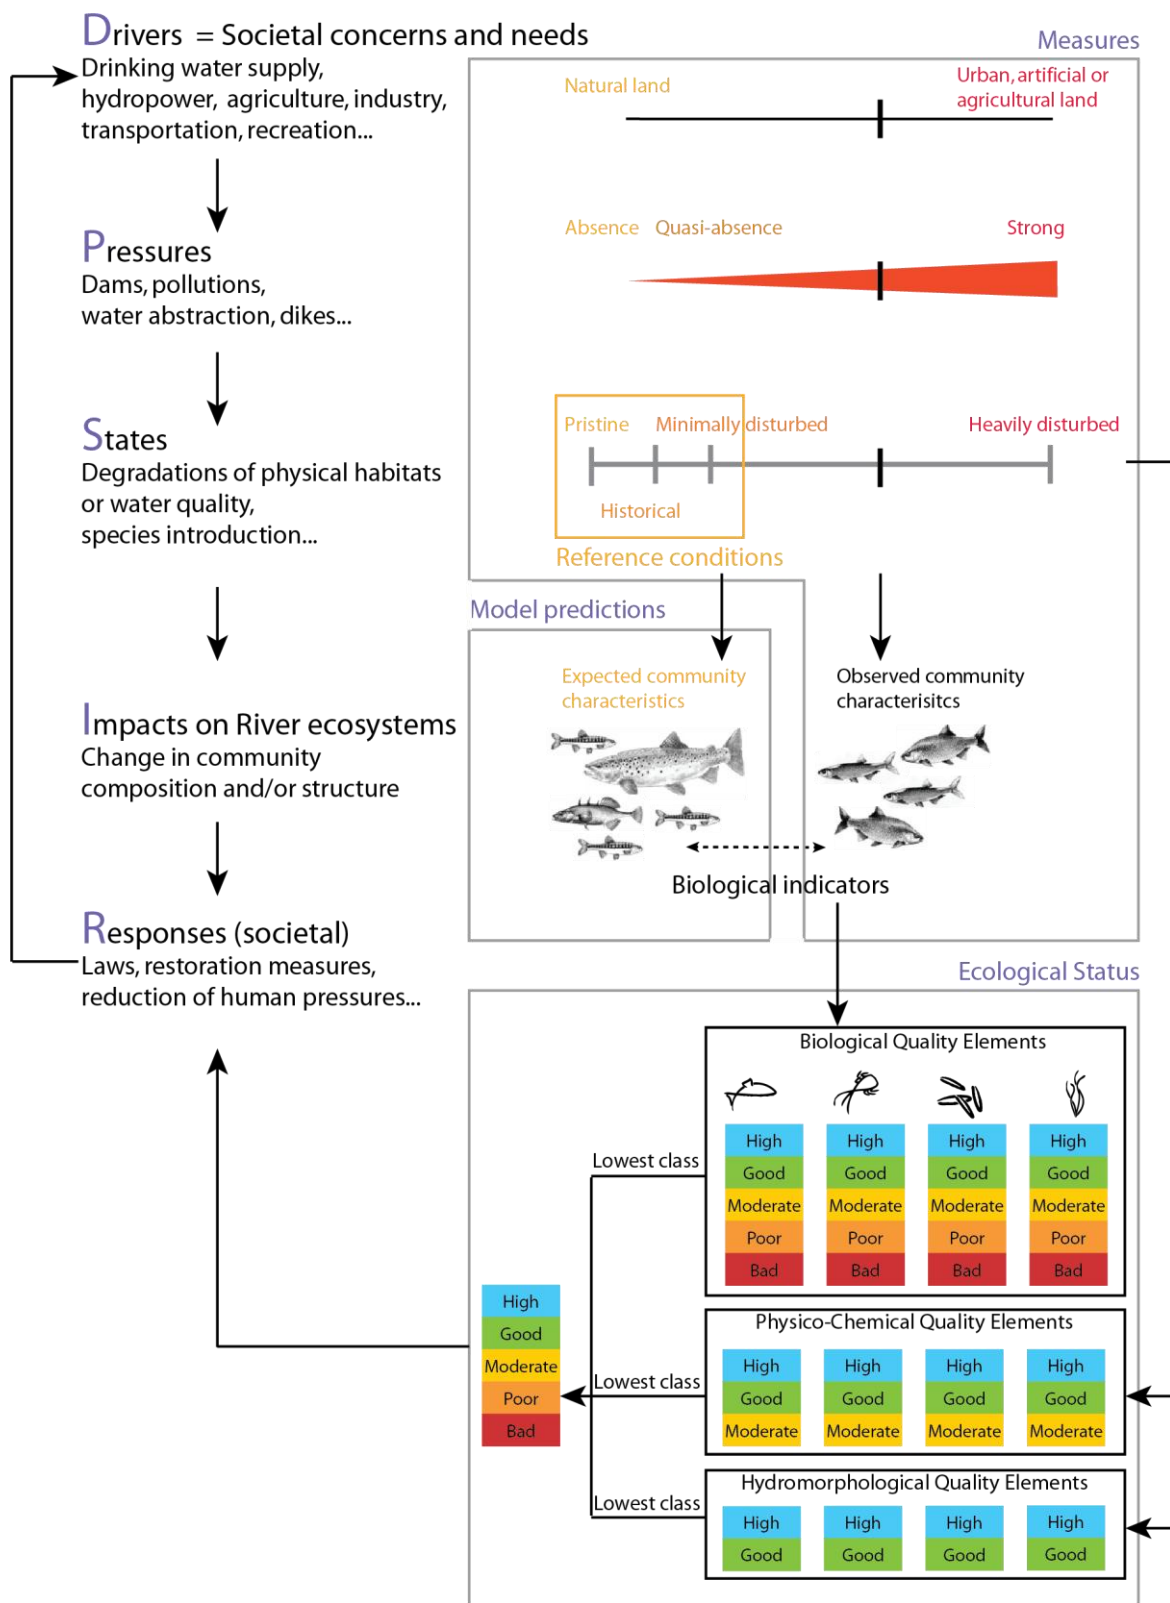 Drivers = Societal concerns and needs
Drinking water supply,
hydropower, agriculture, industry,
transportation, recreation...
Pressures
Dams, pollutions,
water abstraction, dikes...
States
Degradations of physical habitats
or water quality,
species introduction...
Impacts on River ecosystems
Change in community
composition and/or structure
Responses (societal)
Laws, restoration measures,
reduction of human pressures...
Measures
Natural land
Urban, artificial or
agricultural land
Absence
Quasi-absence
Strong
Pristine
Minimally disturbed
Heavily disturbed
Historical
Reference conditions
Model predictions
Expected community
characteristics
Observed community
characterisitcs
Biological indicators
Ecological Status
Biological Quality Elements
High High High High
Good Good Good Good
Moderate Moderate Moderate Moderate
Poor Poor Poor Poor
Bad Bad Bad Bad
Lowest class
Physico-Chemical Quality Elements
High High High High
Good Good Good Good
Moderate Moderate Moderate Moderate
Lowest class
Hydromorphological Quality Elements
High High High High
Good Good Good Good
Lowest class
High
Good
Moderate
Poor
Bad